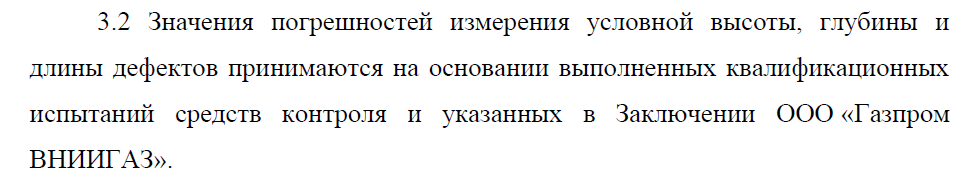 3.2 Значения погрешностей измерения условной высоты, глубины и
длины дефектов принимаются на основании выполненных квалификационных
испытаний средств контроля и указанных в Заключении ООО «Газпром
ВНИИГАЗ».